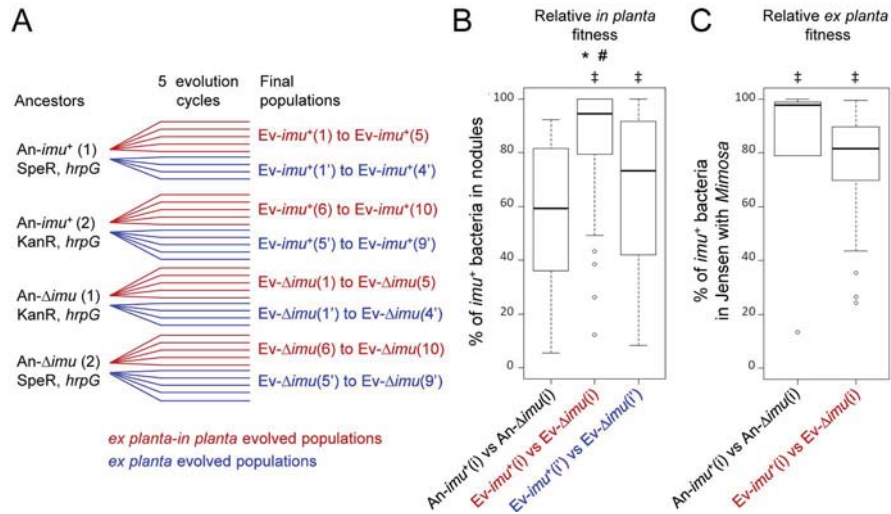 A
5 evolution
cycles
Final
populations
Ancestors
An-imu⁺ (1)
SpeR, hrpG
Ev-imu⁺(1) to Ev-imu⁺(5)
Ev-imu⁺(1') to Ev-imu⁺(4')
An-imu⁺ (2)
KanR, hrpG
Ev-imu⁺(6) to Ev-imu⁺(10)
Ev-imu⁺(5') to Ev-imu⁺(9')
An-Δimu (1)
KanR, hrpG
Ev-Δimu(1) to Ev-Δimu(5)
Ev-Δimu(1') to Ev-Δimu(4')
An-Δimu (2)
SpeR, hrpG
Ev-Δimu(6) to Ev-Δimu(10)
Ev-Δimu(5') to Ev-Δimu(9')
ex planta-in planta evolved populations
ex planta evolved populations
B
Relative in planta
fitness
* #
‡ ‡
% of imu⁺ bacteria in nodules
100
80
60
40
20
0
An-imu⁺(i) vs An-Δimu(i)
Ev-imu⁺(i) vs Ev-Δimu(i)
Ev-imu⁺(i') vs Ev-Δimu(i')
C
Relative ex planta
fitness
‡ ‡
% of imu⁺ bacteria
in Jensen with Mimosa
100
80
60
40
20
0
An-imu⁺(i) vs An-Δimu(i)
Ev-imu⁺(i) vs Ev-Δimu(i)